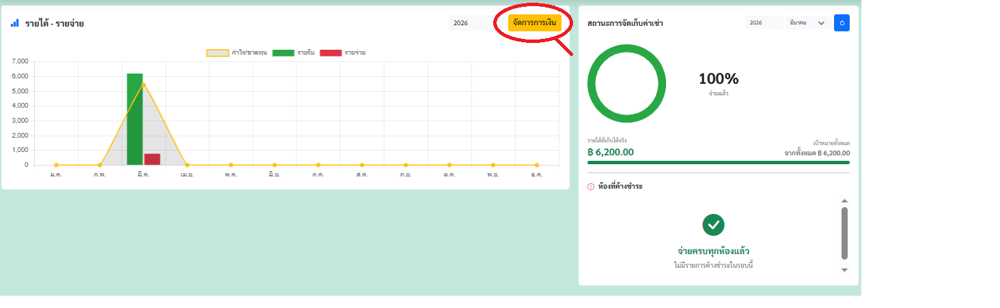 รายได้ - รายจ่าย
2026
จัดการการเงิน
กำไร/ขาดทุน
รายรับ
รายจ่าย
7,000
6,000
5,000
4,000
3,000
2,000
1,000
0
ม.ค.
ก.พ.
มี.ค.
เม.ย.
พ.ค.
มิ.ย.
ก.ค.
ส.ค.
ก.ย.
ต.ค.
พ.ย.
ธ.ค.
สถานะการจัดเก็บค่าเช่า
2026
มีนาคม
100%
จ่ายแล้ว
รายได้ที่เก็บได้จริง
฿ 6,200.00
เป้าหมายทั้งหมด
จากทั้งหมด ฿ 6,200.00
ห้องที่ค้างชำระ
จ่ายครบทุกห้องแล้ว
ไม่มีรายการค้างชำระในรอบนี้